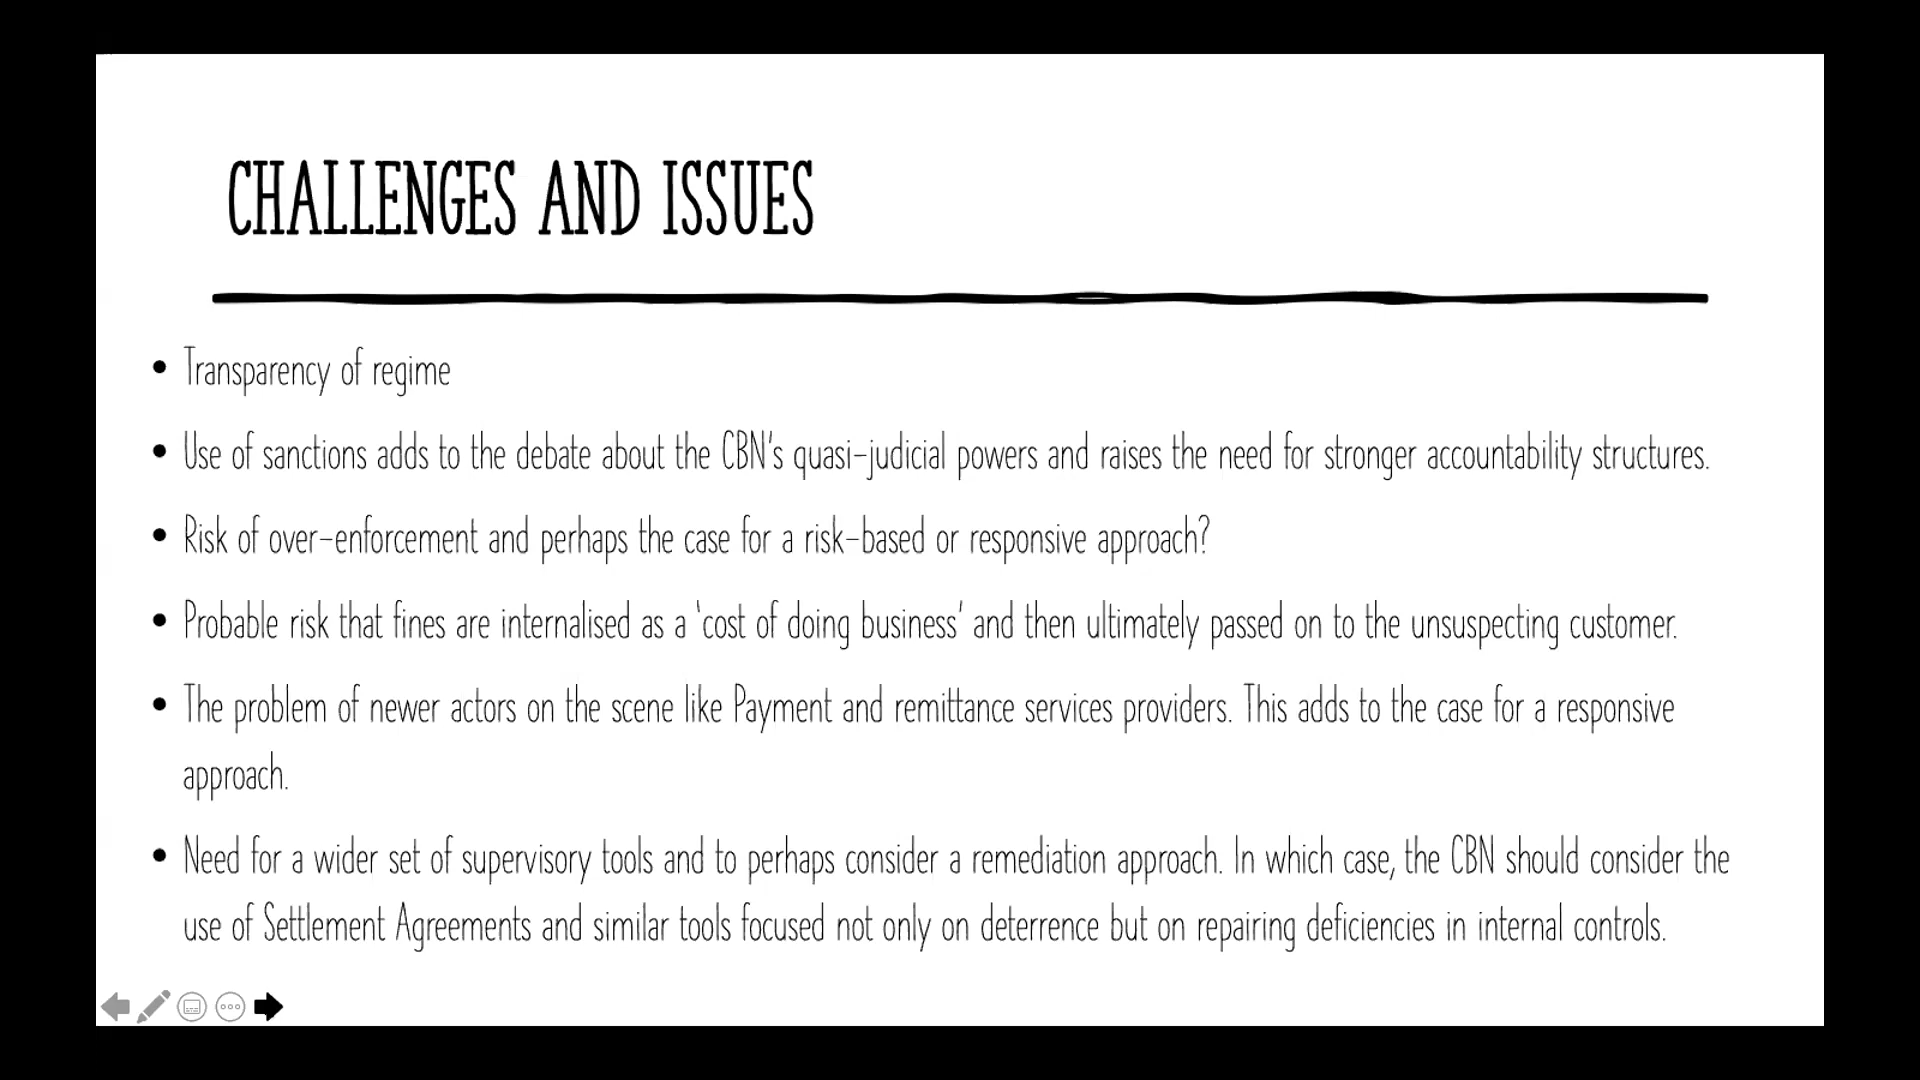 CHALLENGES AND ISSUES
• Transparency of regime
• Use of sanctions adds to the debate about the CBN's quasi-judicial powers and raises the need for stronger accountability structures.
• Risk of over-enforcement and perhaps the case for a risk-based or responsive approach?
• Probable risk that fines are internalised as a 'cost of doing business' and then ultimately passed on to the unsuspecting customer.
• The problem of newer actors on the scene like Payment and remittance services providers. This adds to the case for a responsive
approach.
• Need for a wider set of supervisory tools and to perhaps consider a remediation approach. In which case, the CBN should consider the
use of Settlement Agreements and similar tools focused not only on deterrence but on repairing deficiencies in internal controls.